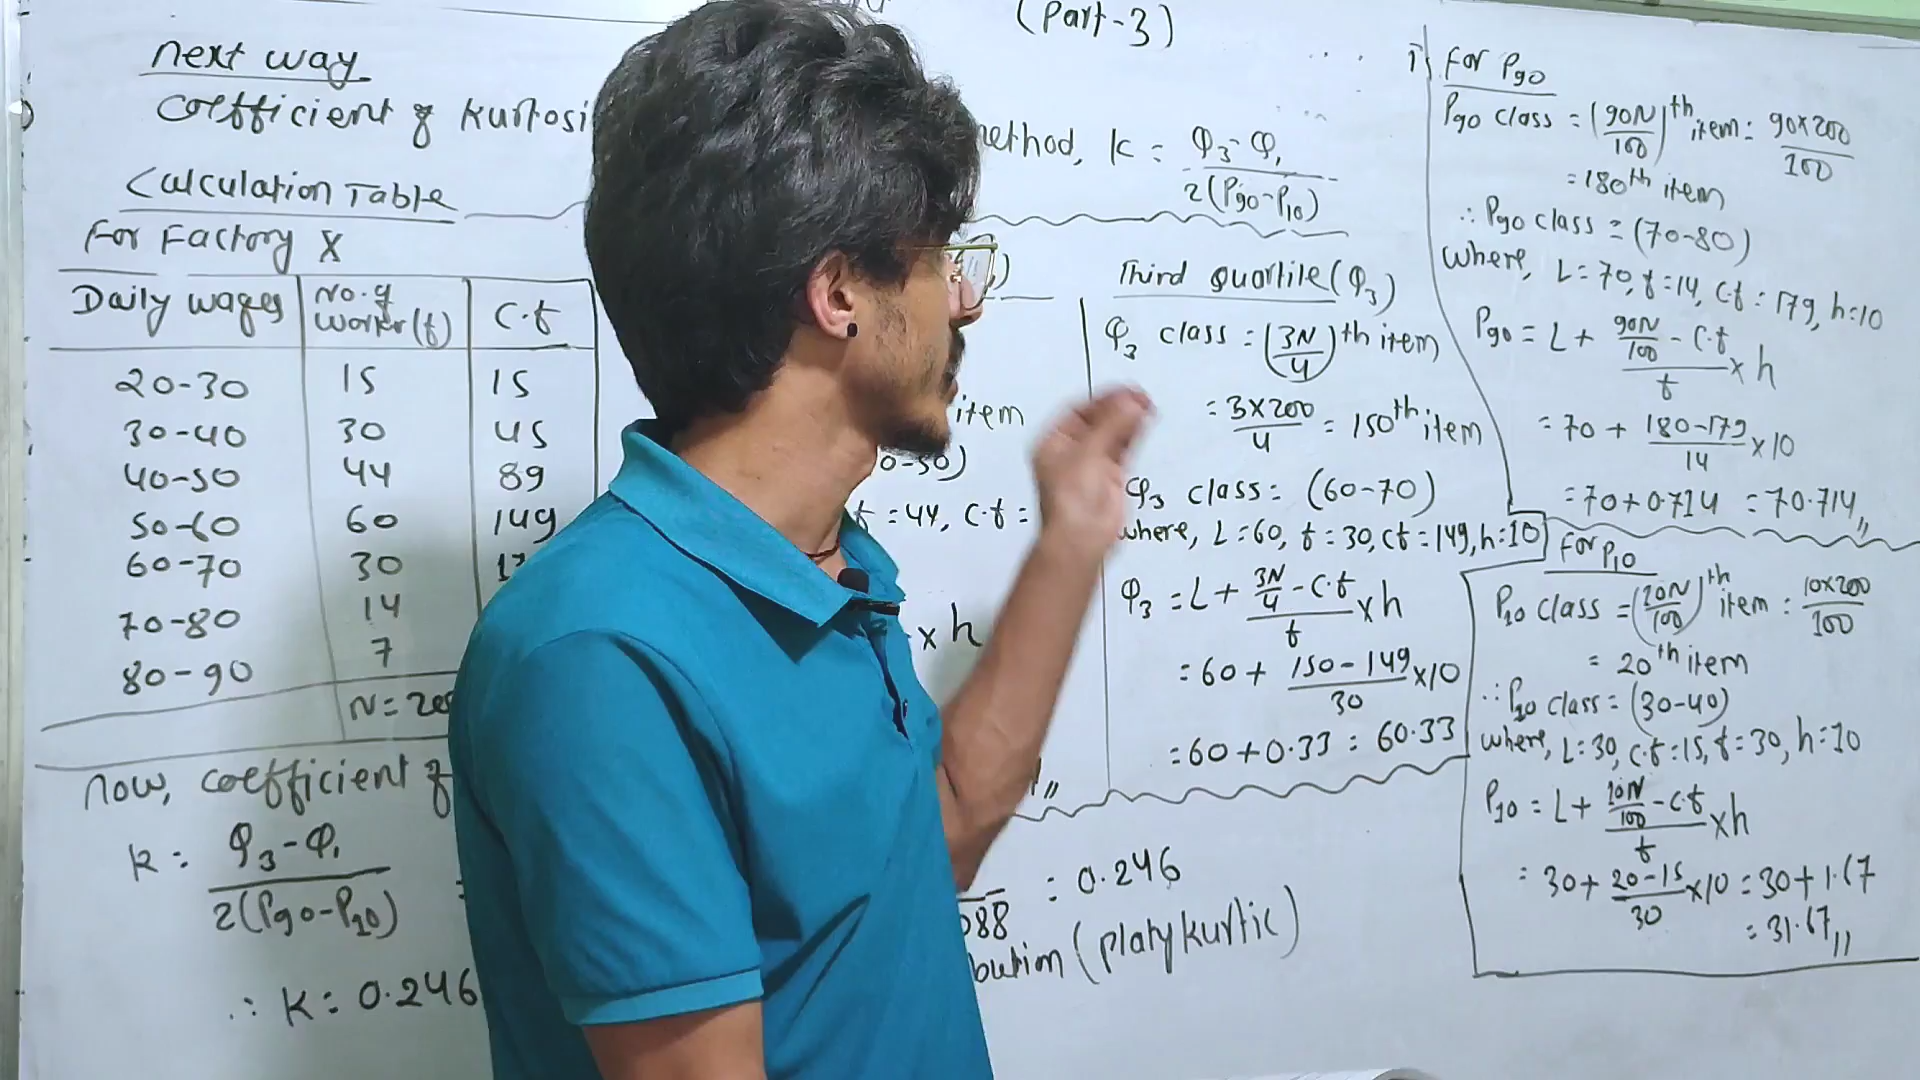 (Part-3)
next way
coefficient of kurtosi
method, k = Q3-Q1 / 2(P90-P10)
Calculation Table
For Factory X
Daily wages | No. of worker (f) | C.f
20-30 | 15 | 15
30-40 | 30 | 45
40-50 | 44 | 89
50-60 | 60 | 149
60-70 | 30
70-80 | 14
80-90 | 7
N = 200
now, coefficient of
k = Q3-Q1 / 2(P90-P10) =
∴ k = 0.246
item
f = 44, C.f =
x h
088 = 0.246
bution (platykurtic)
Third Quartile (Q3)
Q3 class = (3N/4)th item
= 3x200/4 = 150th item
Q3 class = (60-70)
where, L=60, f=30, cf=149, h=10
Q3 = L + 3N/4 - C.f / f x h
= 60 + 150-149/30 x10
= 60+0.33 = 60.33
For P90
P90 class = (90N/100)th item = 90x200/100
= 180th item
∴ P90 class = (70-80)
where, L=70, f=14, C.f = 179, h=10
P90 = L + 90N/100 - C.f / f x h
= 70 + 180-179/14 x10
= 70+0.714 = 70.714
For P10
P10 class = (10N/100)th item = 10x200/100
= 20th item
∴ P10 class = (30-40)
where, L=30, C.f=15, f=30, h=10
P10 = L + 10N/100 - C.f / f x h
= 30 + 20-15/30 x10 = 30+1.67
= 31.67